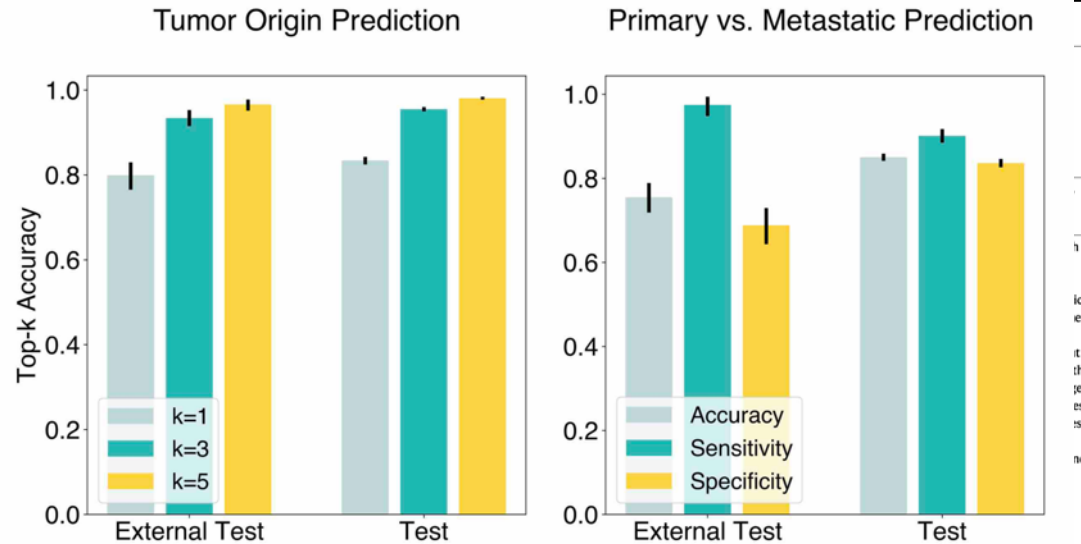 Tumor Origin Prediction
Primary vs. Metastatic Prediction
Top-k Accuracy
1.0
0.8
0.6
0.4
0.2
0.0
k=1
k=3
k=5
External Test
Test
1.0
0.8
0.6
0.4
0.2
0.0
Accuracy
Sensitivity
Specificity
External Test
Test